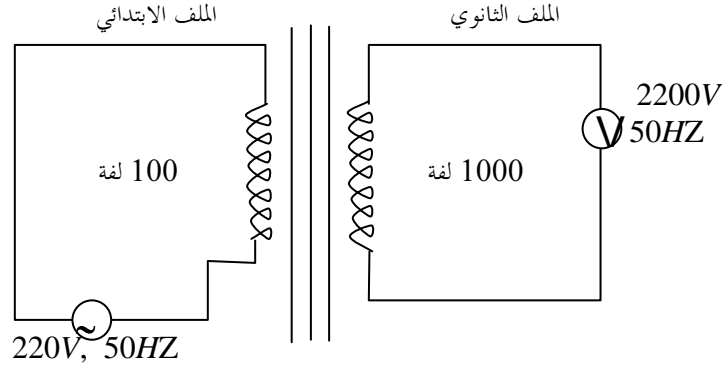 الملف الابتدائي
الملف الثانوي
100 لفة
1000 لفة
2200V
V 50HZ
~
220V, 50HZ